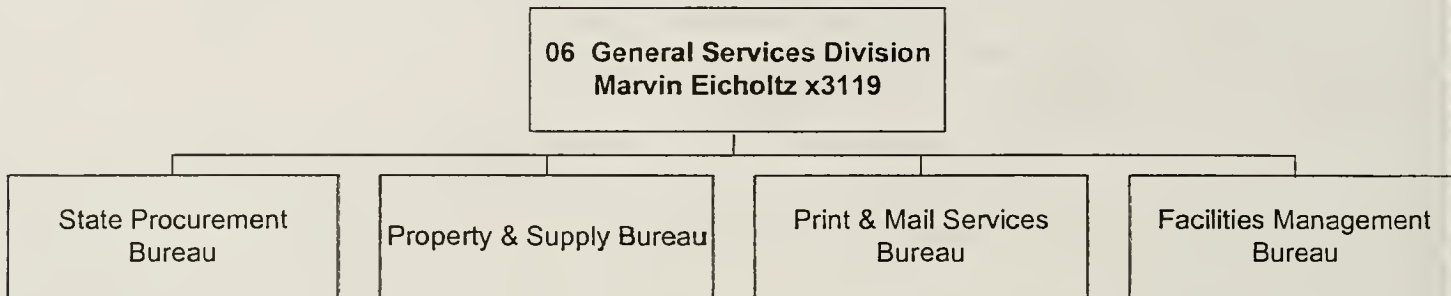 06 General Services Division
Marvin Eicholtz x3119
State Procurement
Bureau
Property & Supply Bureau
Print & Mail Services
Bureau
Facilities Management
Bureau